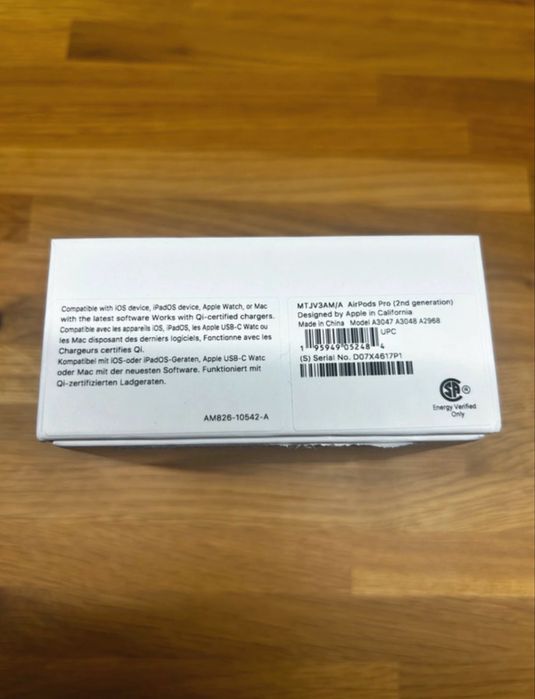 Compatible with iOS device, iPadOS device, Apple Watch, or Mac
with the latest software Works with Qi-certified chargers.
Compatible avec les appareils iOS, iPadOS, les Apple USB-C Watc ou
les Mac disposant des derniers logiciels, Fonctionne avec les
Chargeurs certifies Qi.
Kompatibel mit iOS-oder iPadOS-Geraten, Apple USB-C Watc
oder Mac mit der neuesten Software. Funktioniert mit
Qi-zertifizierten Ladgeraten.
AM826-10542-A
MTJV3AM/A AirPods Pro (2nd generation)
Designed by Apple in California
Made in China Model A3047 A3048 A2968
UPC
1 95949 05248 4
(S) Serial No. D07X4617P1
SA ®
Energy Verified
Only